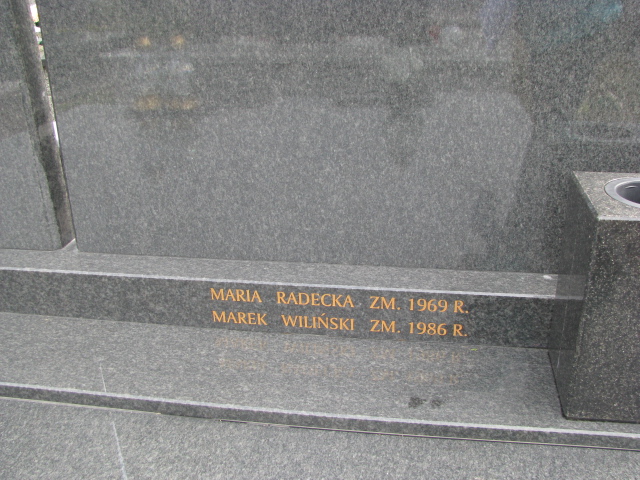 MARIA RADECKA ZM. 1969 R.
MAREK WILIŃSKI ZM. 1986 R.